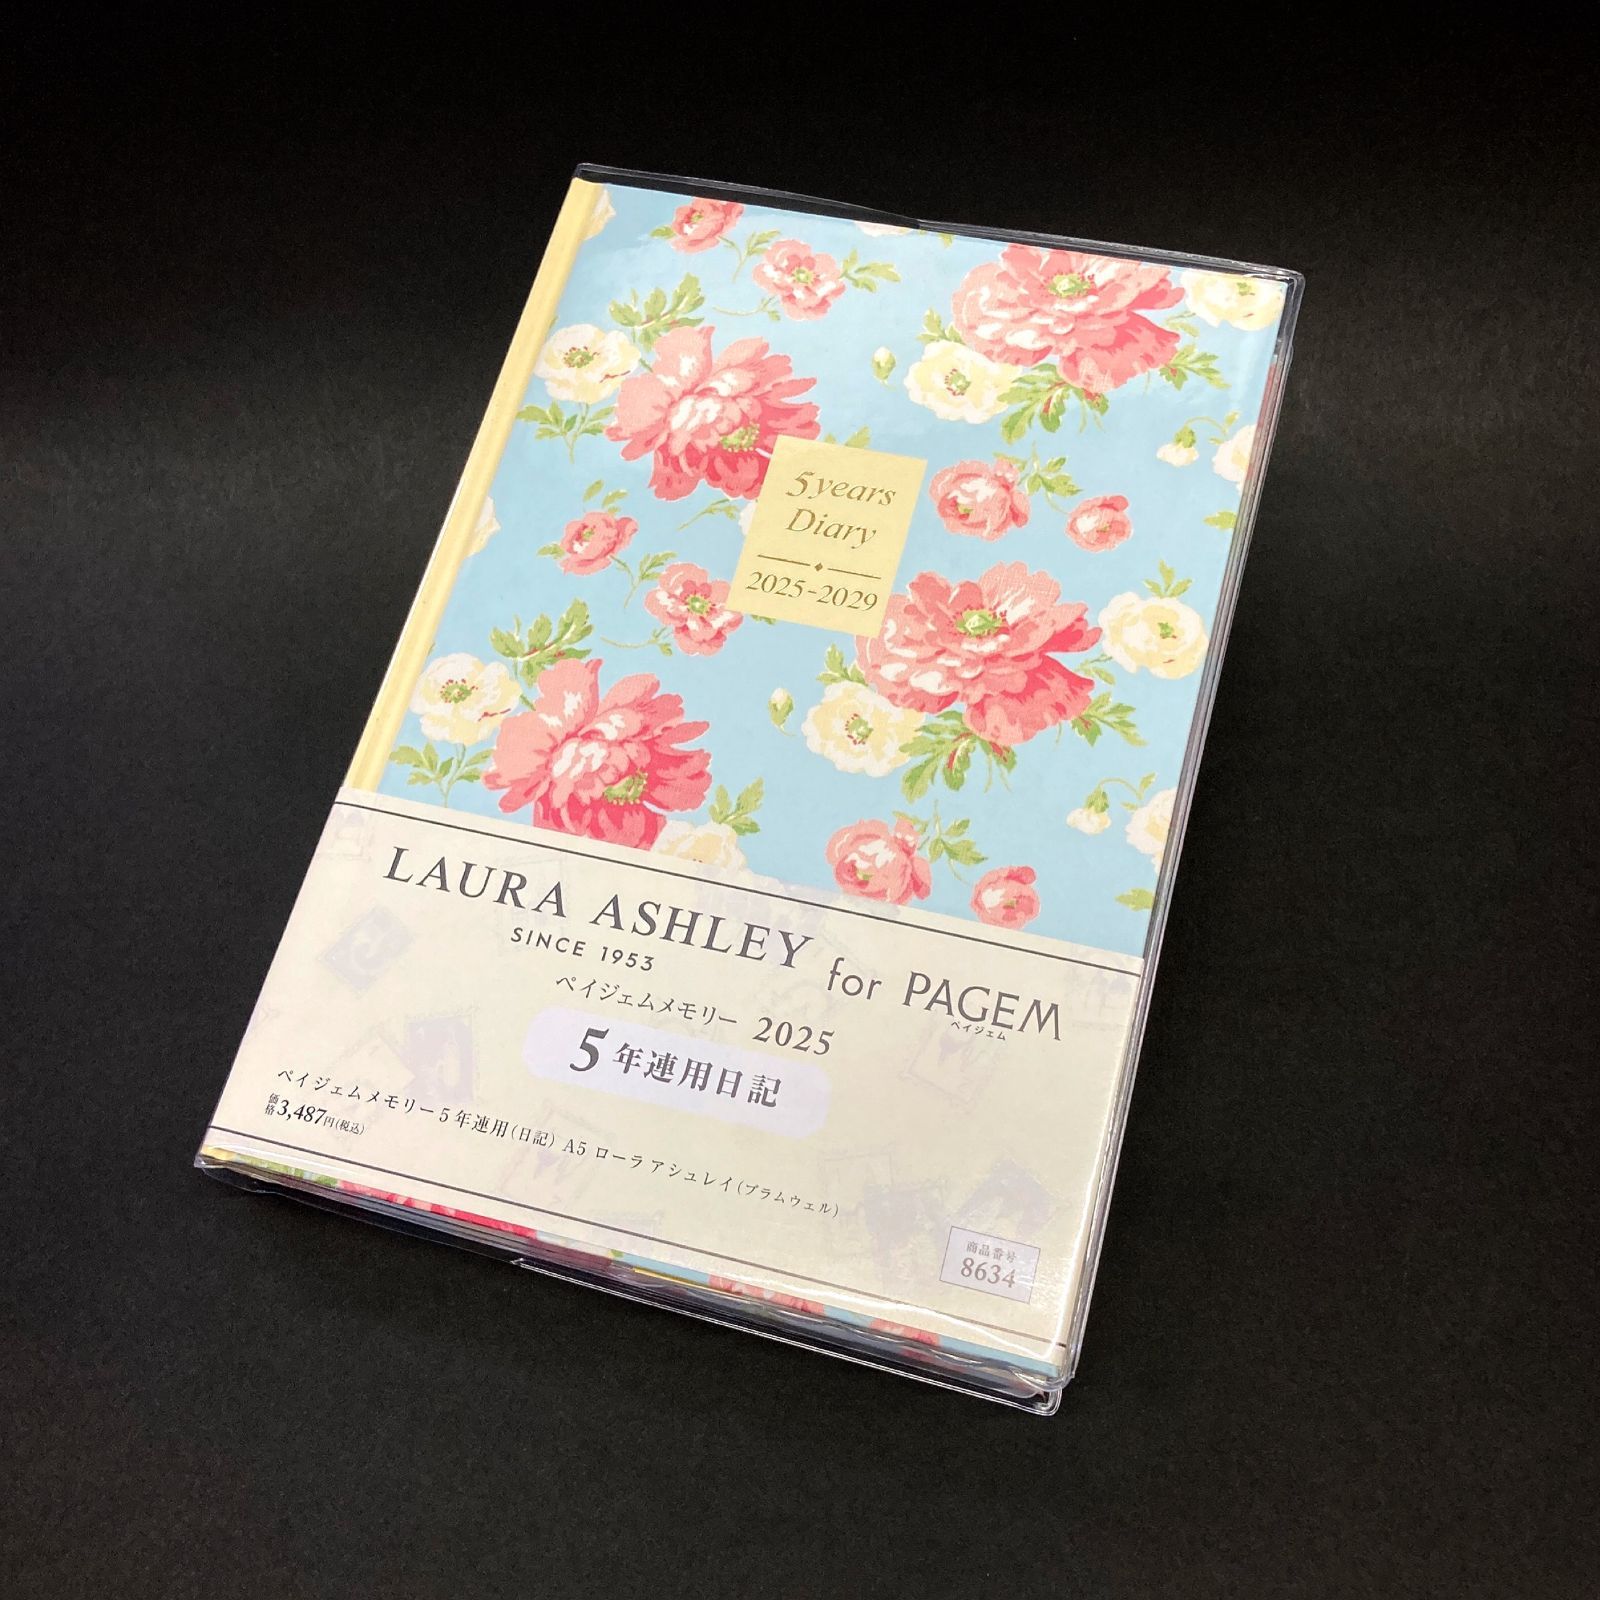 5years
Diary
2025-2029
LAURA ASHLEY for PAGEM
SINCE 1953
ペイジェム
ペイジェムメモリー 2025
5年連用日記
ペイジェムメモリー5年連用(日記) A5 ローラ アシュレイ(ブラムウェル)
価格3,487円(税込)
商品番号
8634